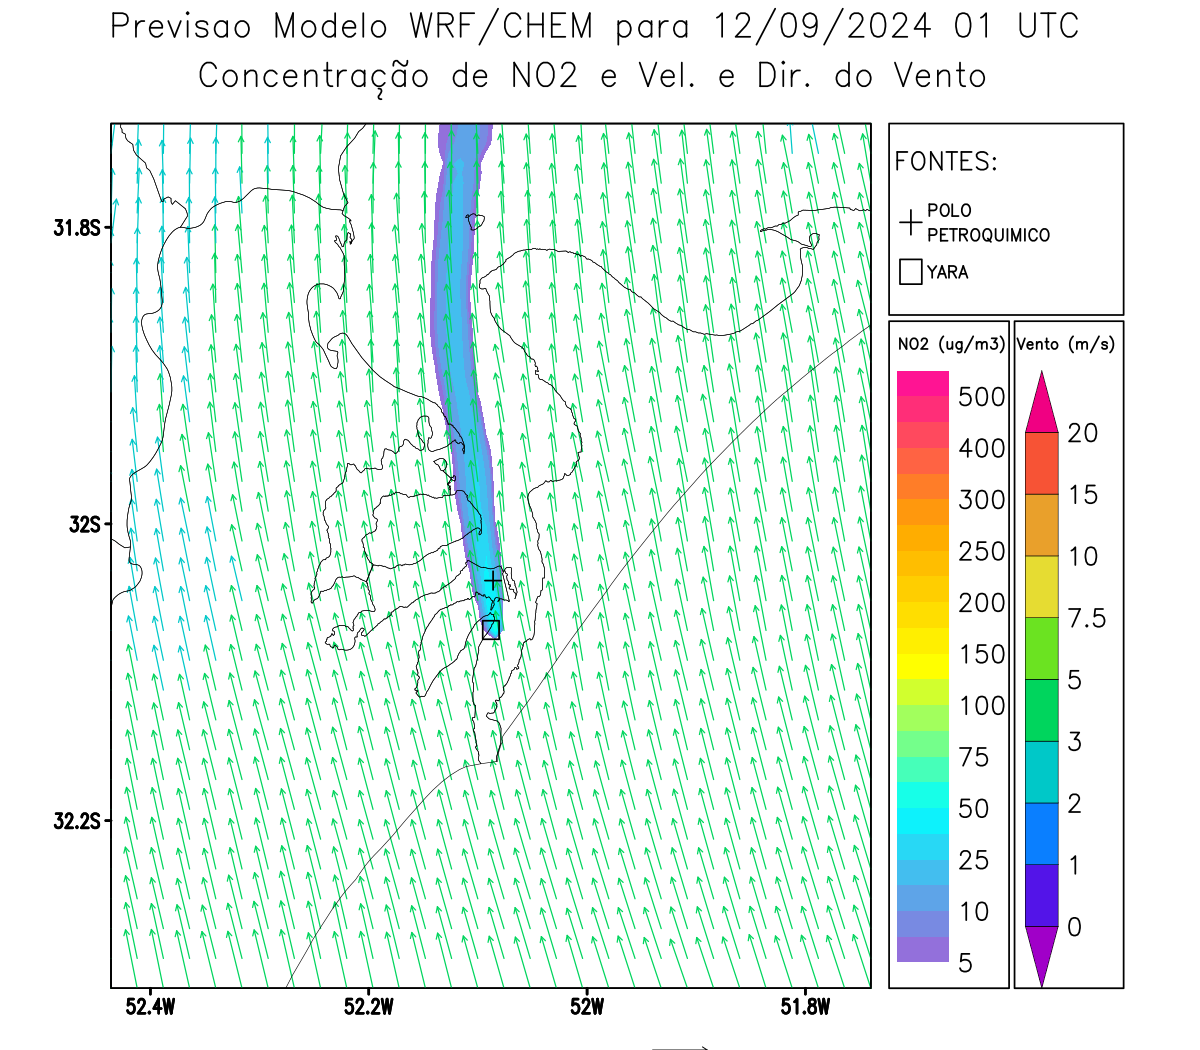 Previsao Modelo WRF/CHEM para 12/09/2024 01 UTC
Concentração de NO2 e Vel. e Dir. do Vento
FONTES:
POLO
PETROQUIMICO
YARA
31.8S
32S
32.2S
52.4W
52.2W
52W
51.8W
NO2 (ug/m3)
500
400
300
250
200
150
100
75
50
25
10
5
Vento (m/s)
20
15
10
7.5
5
3
2
1
0